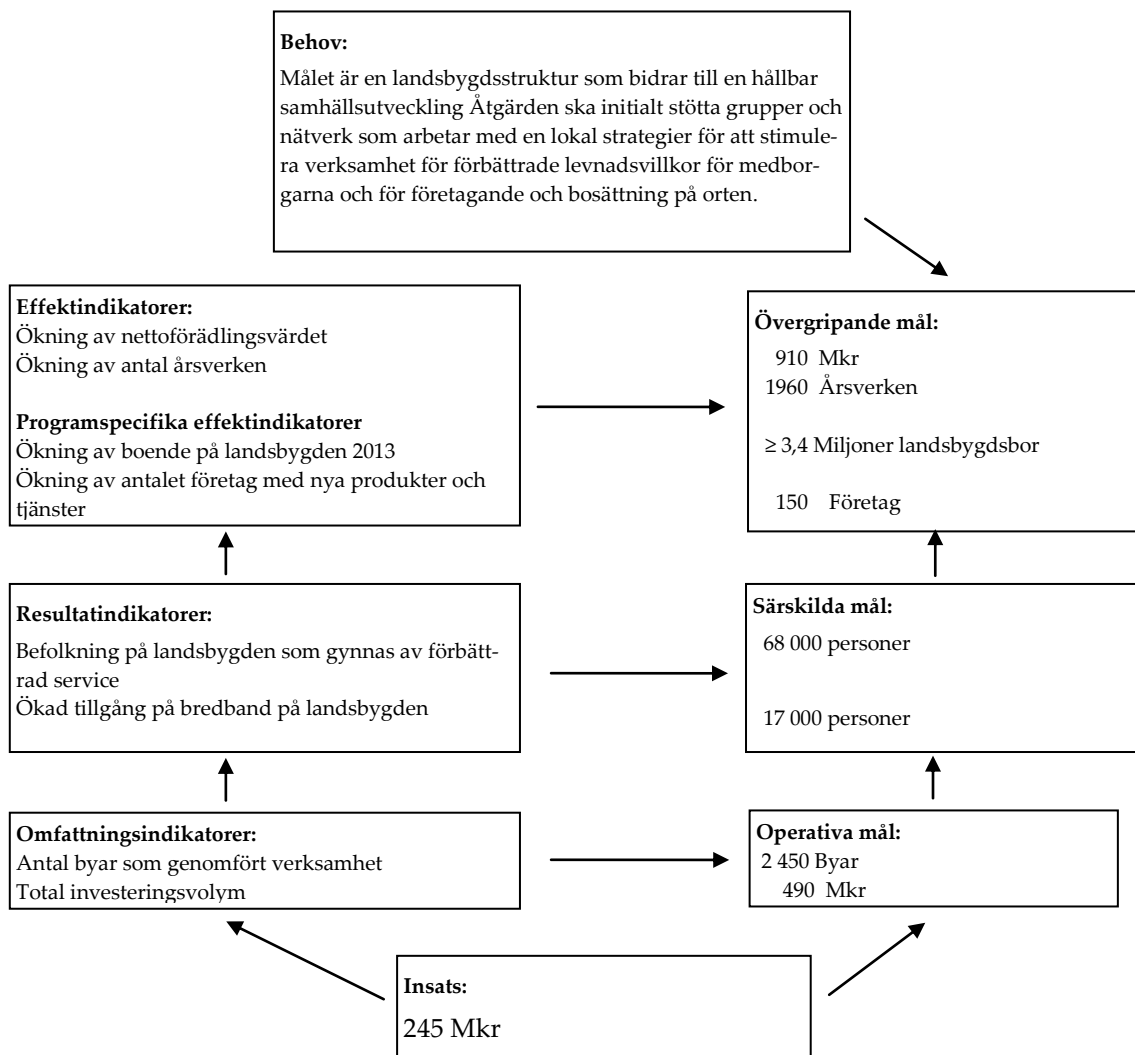 Behov:
Målet är en landsbygdsstruktur som bidrar till en hållbar
samhällsutveckling Åtgärden ska initialt stötta grupper och
nätverk som arbetar med en lokal strategier för att stimule-
ra verksamhet för förbättrade levnadsvillkor för medbor-
garna och för företagande och bosättning på orten.
Effektindikatorer:
Ökning av nettoförädlingsvärdet
Ökning av antal årsverken
Programspecifika effektindikatorer
Ökning av boende på landsbygden 2013
Ökning av antalet företag med nya produkter och
tjänster
Övergripande mål:
910 Mkr
1960 Årsverken
≥ 3,4 Miljoner landsbygdsbor
150 Företag
Resultatindikatorer:
Befolkning på landsbygden som gynnas av förbätt-
rad service
Ökad tillgång på bredband på landsbygden
Särskilda mål:
68 000 personer
17 000 personer
Omfattningsindikatorer:
Antal byar som genomfört verksamhet
Total investeringsvolym
Operativa mål:
2 450 Byar
490 Mkr
Insats:
245 Mkr